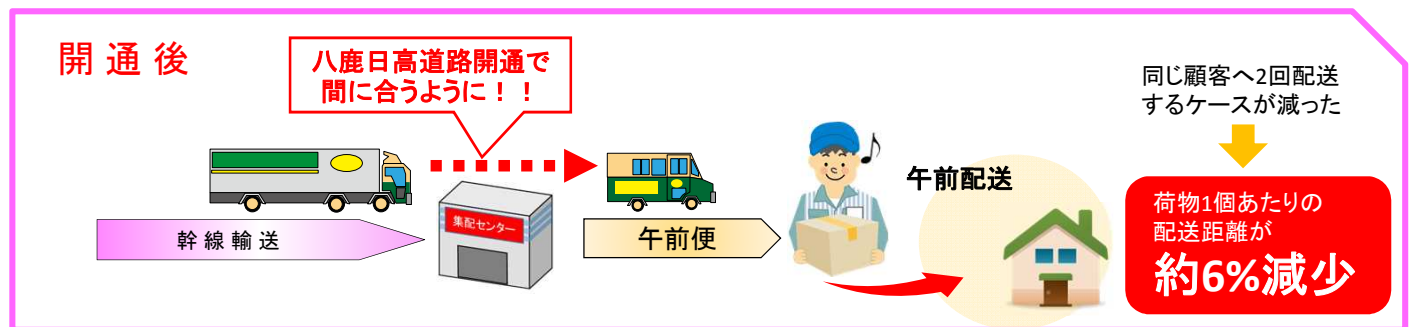 開通後
八鹿日高道路開通で
間に合うように！！
幹線輸送
集配センター
午前便
午前配送
同じ顧客へ2回配送
するケースが減った
荷物1個あたりの
配送距離が
約6%減少